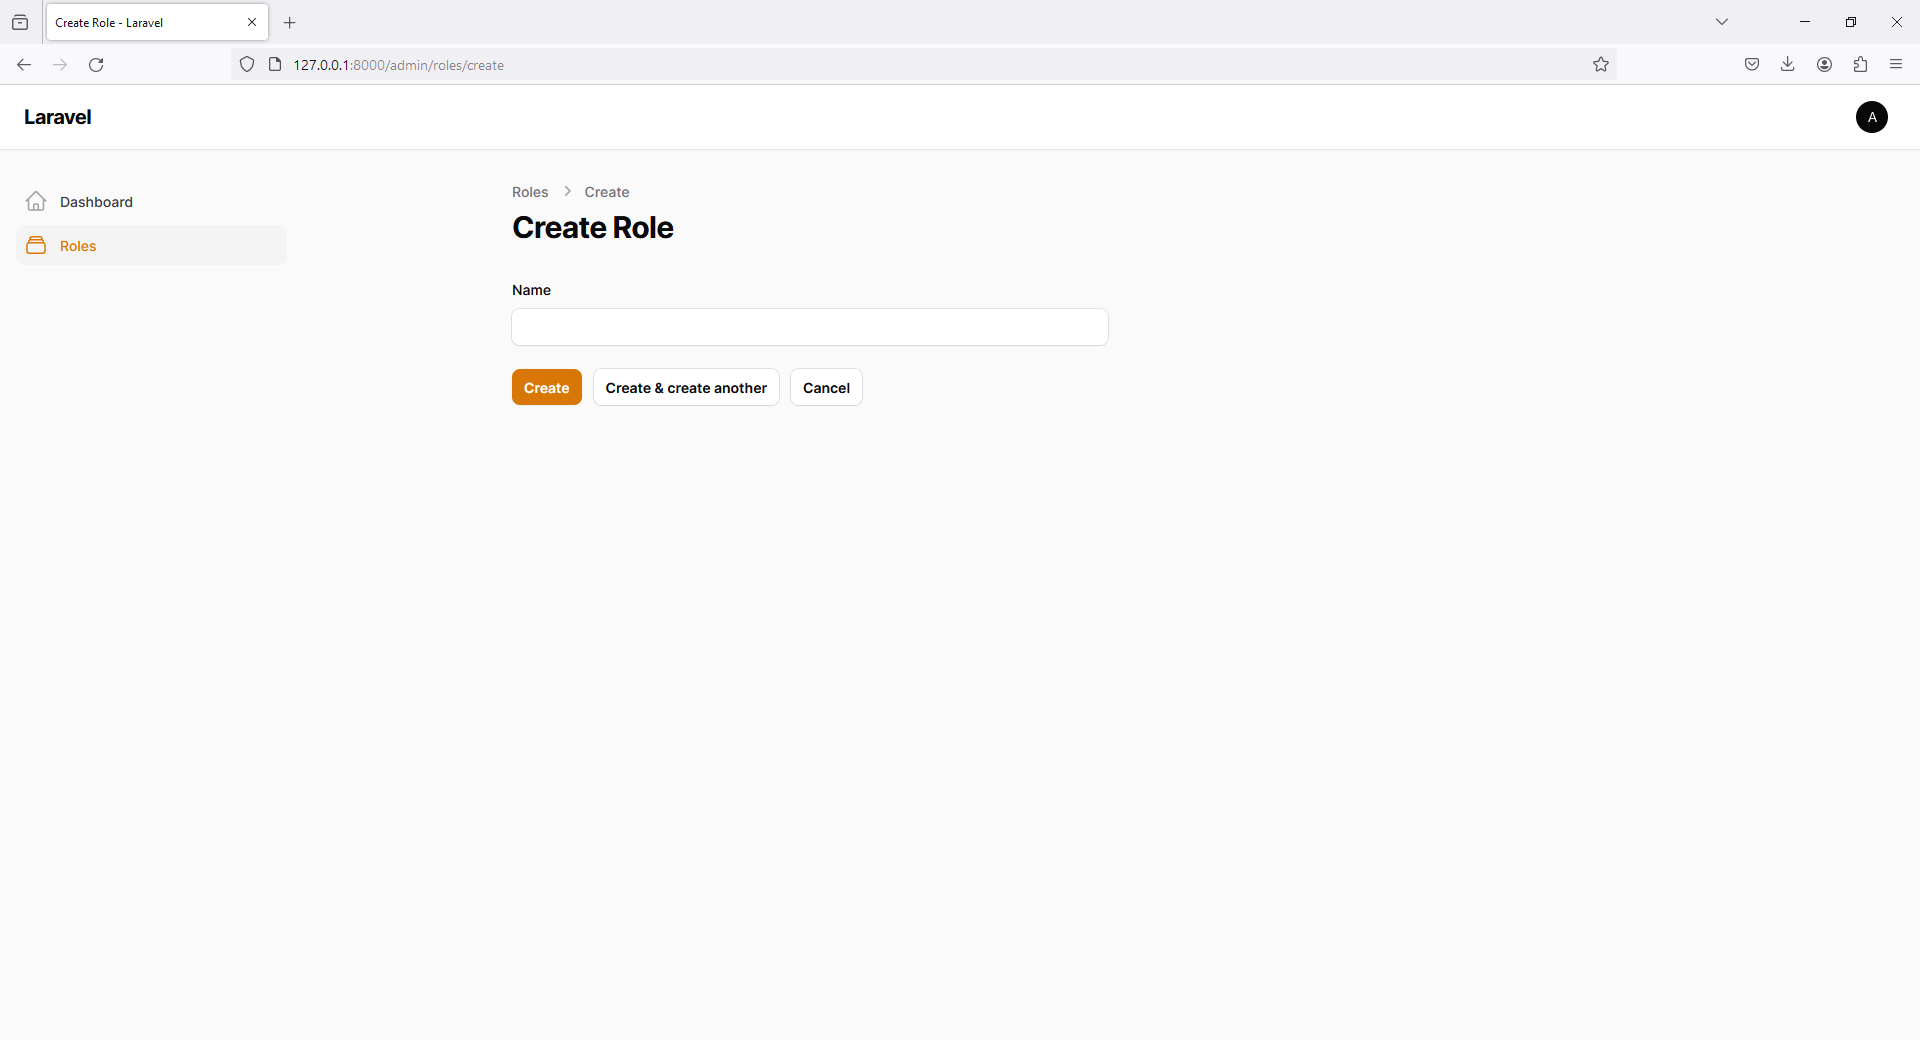 Create Role - Laravel
127.0.0.1:8000/admin/roles/create
Laravel
A
Dashboard
Roles
Roles > Create
Create Role
Name
Create
Create & create another
Cancel